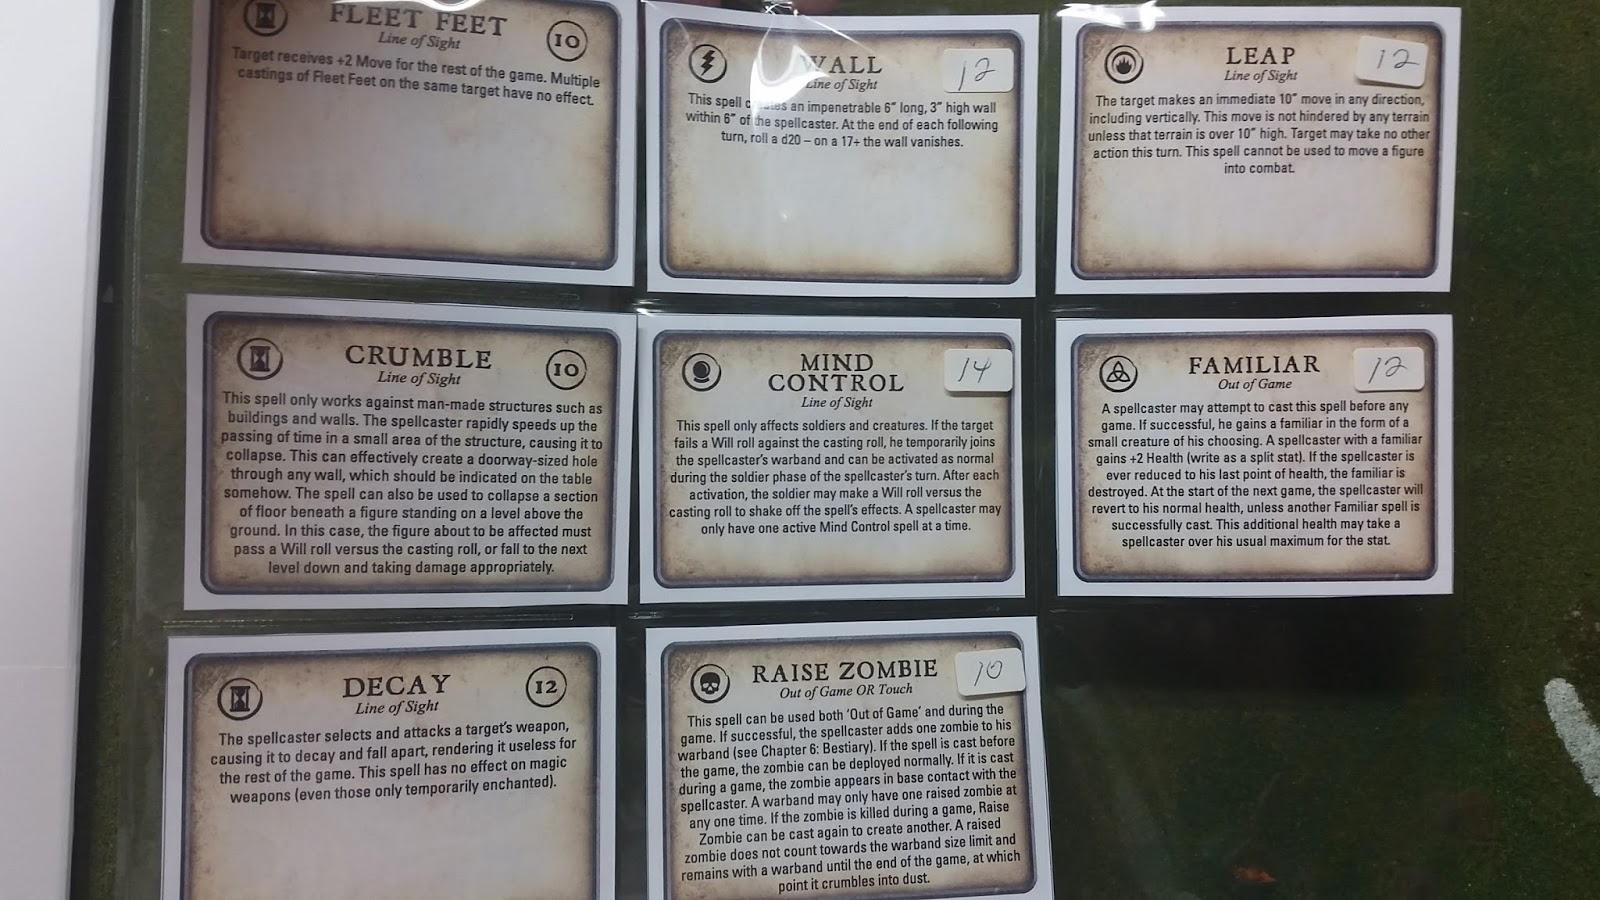 FLEET FEET
10
Line of Sight
Target receives +2 Move for the rest of the game. Multiple
castings of Fleet Feet on the same target have no effect.
WALL
12
Line of Sight
This spell an impenetrable 6” long, 3” high wall
within 6” of the spellcaster. At the end of each following
turn, roll a d20 – on a 17+ the wall vanishes.
LEAP
12
Line of Sight
The target makes an immediate 10” move in any direction,
including vertically. This move is not hindered by any terrain
unless that terrain is over 10” high. Target may take no other
action this turn. This spell cannot be used to move a figure
into combat.
CRUMBLE
10
Line of Sight
This spell only works against man-made structures such as
buildings and walls. The spellcaster rapidly speeds up the
passing of time in a small area of the structure, causing it to
collapse. This can effectively create a doorway-sized hole
through any wall, which should be indicated on the table
somehow. The spell can also be used to collapse a section
of floor beneath a figure standing on a level above the
ground. In this case, the figure about to be affected must
pass a Will roll versus the casting roll, or fall to the next
level down and taking damage appropriately.
MIND
CONTROL
14
Line of Sight
This spell only affects soldiers and creatures. If the target
fails a Will roll against the casting roll, he temporarily joins
the spellcaster’s warband and can be activated as normal
during the soldier phase of the spellcaster’s turn. After each
activation, the soldier may make a Will roll versus the
casting roll to shake off the spell’s effects. A spellcaster may
only have one active Mind Control spell at a time.
FAMILIAR
12
Out of Game
A spellcaster may attempt to cast this spell before any
game. If successful, he gains a familiar in the form of a
small creature of his choosing. A spellcaster with a familiar
gains +2 Health (write as a split stat). If the spellcaster is
ever reduced to his last point of health, the familiar is
destroyed. At the start of the next game, the spellcaster will
revert to his normal health, unless another Familiar spell is
successfully cast. This additional health may take a
spellcaster over his usual maximum for the stat.
DECAY
12
Line of Sight
The spellcaster selects and attacks a target’s weapon,
causing it to decay and fall apart, rendering it useless for
the rest of the game. This spell has no effect on magic
weapons (even those only temporarily enchanted).
RAISE ZOMBIE
10
Out of Game OR Touch
This spell can be used both ‘Out of Game’ and during the
game. If successful, the spellcaster adds one zombie to his
warband (see Chapter 6: Bestiary). If the spell is cast before
the game, the zombie can be deployed normally. If it is cast
during a game, the zombie appears in base contact with the
spellcaster. A warband may only have one raised zombie at
any one time. If the zombie is killed during a game, Raise
Zombie can be cast again to create another. A raised
zombie does not count towards the warband size limit and
remains with a warband until the end of the game, at which
point it crumbles into dust.